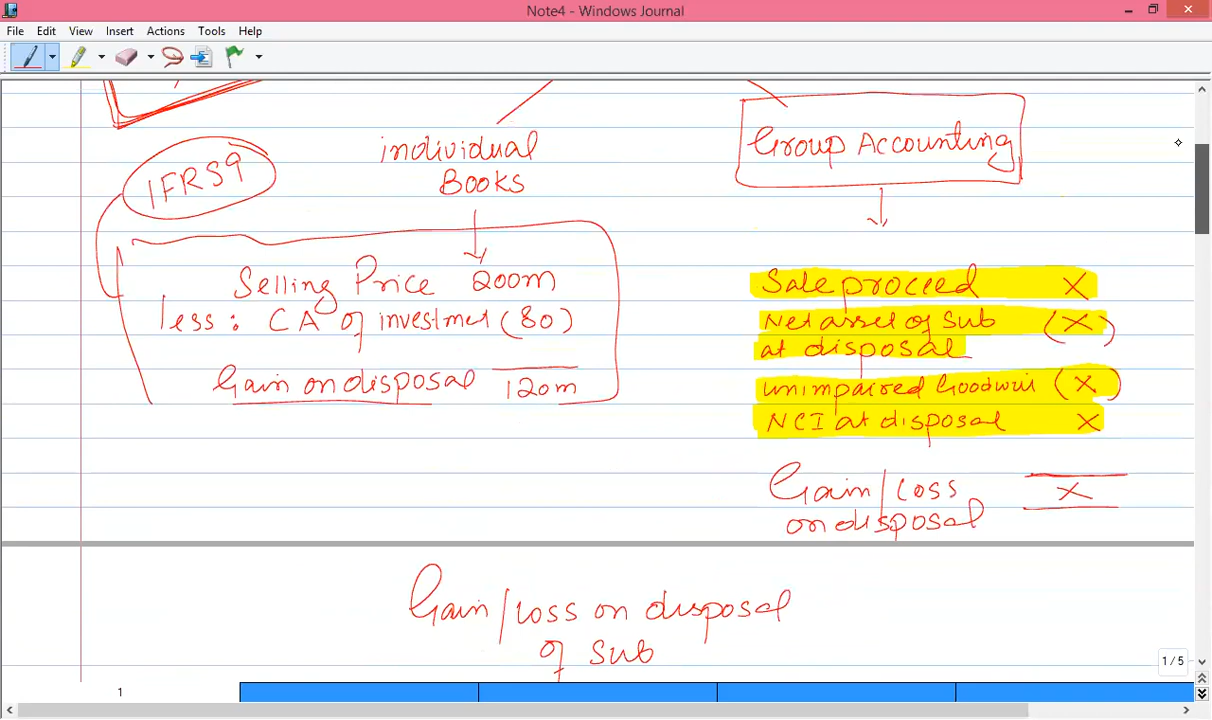 Note4 - Windows Journal
File Edit View Insert Actions Tools Help
individual
Books
IFRS9
Selling Price 200m
less: CA of investmet (80)
Gain on disposal 120m
Group Accounting
Sale proceed X
Net asset of Sub (X)
at disposal
unimpaired Goodwill (X)
NCI at disposal X
Gain/Loss X
on disposal
Gain/Loss on disposal
of Sub
1 / 5
1